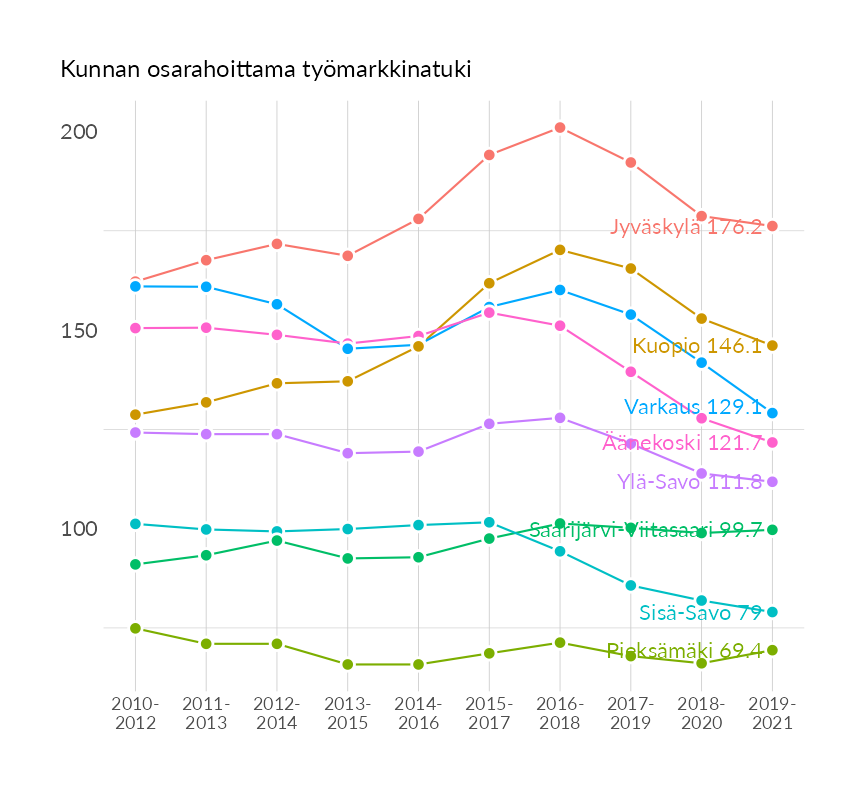 Kunnan osarahoittama työmarkkinatuki
200
150
100
Jyväskylä 176.2
Kuopio 146.1
Varkaus 129.1
Äänekoski 121.7
Ylä-Savo 111.8
Saarijärvi-Viitasaari 99.7
Sisä-Savo 79
Pieksämäki 69.4
2010- 2011- 2012- 2013- 2014- 2015- 2016- 2017- 2018- 2019-
2012 2013 2014 2015 2016 2017 2018 2019 2020 2021